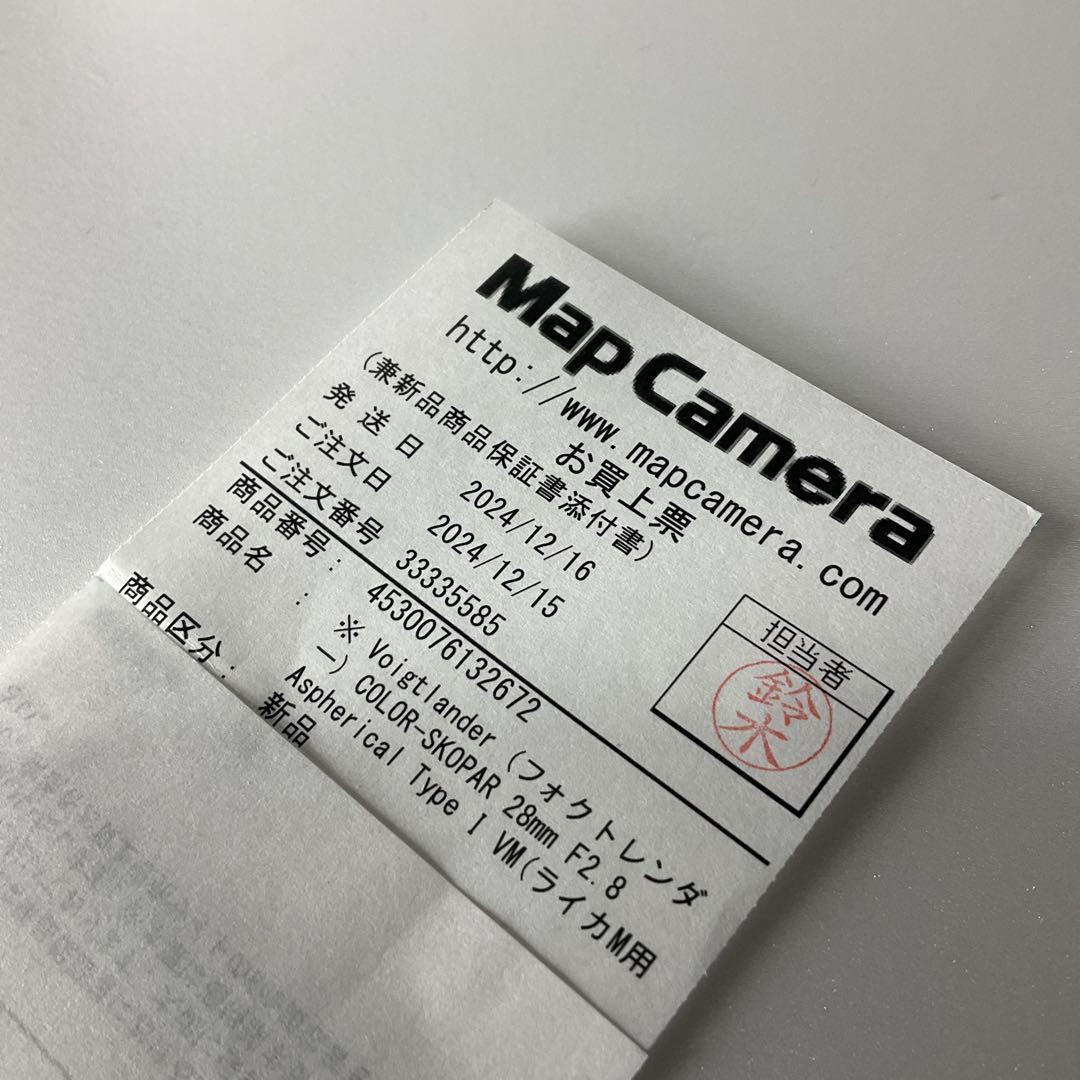 Map Camera
http://www.mapcamera.com
お買上票
(兼新品商品保証書添付書)
発送日 2024/12/16
ご注文日 2024/12/15
ご注文番号 33335585
担当者
鈴木
商品番号: 4530076132672
商品名 : ※ Voigtlander (フォクトレンダ
ー) COLOR-SKOPAR 28mm F2.8
Aspherical Type I VM(ライカM用
商品区分: 新品